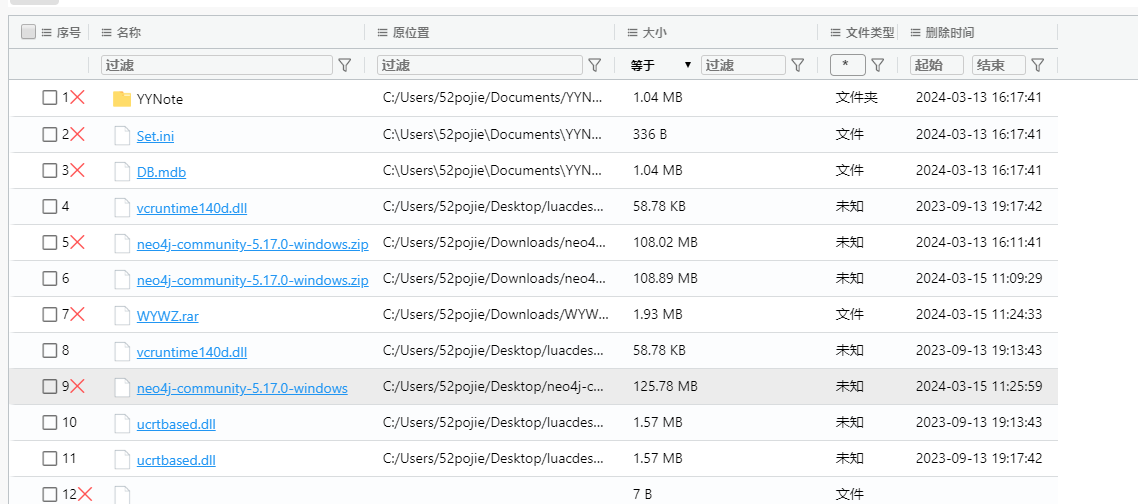 序号 名称 原位置 大小 文件类型 删除时间
过滤 过滤 等于 过滤 * 起始 结束
1 YYNote C:/Users/52pojie/Documents/YYN... 1.04 MB 文件夹 2024-03-13 16:17:41
2 Set.ini C:\Users\52pojie\Documents\YYN... 336 B 文件 2024-03-13 16:17:41
3 DB.mdb C:\Users\52pojie\Documents\YYN... 1.04 MB 文件 2024-03-13 16:17:41
4 vcruntime140d.dll C:/Users/52pojie/Desktop/luacdes... 58.78 KB 未知 2023-09-13 19:17:42
5 neo4j-community-5.17.0-windows.zip C:/Users/52pojie/Downloads/neo4... 108.02 MB 未知 2024-03-13 16:11:41
6 neo4j-community-5.17.0-windows.zip C:/Users/52pojie/Downloads/neo4... 108.89 MB 未知 2024-03-15 11:09:29
7 WYWZ.rar C:/Users/52pojie/Downloads/WYW... 1.93 MB 文件 2024-03-15 11:24:33
8 vcruntime140d.dll C:/Users/52pojie/Desktop/luacdes... 58.78 KB 未知 2023-09-13 19:13:43
9 neo4j-community-5.17.0-windows C:/Users/52pojie/Desktop/neo4j-c... 125.78 MB 未知 2024-03-15 11:25:59
10 ucrtbased.dll C:/Users/52pojie/Desktop/luacdes... 1.57 MB 未知 2023-09-13 19:13:43
11 ucrtbased.dll C:/Users/52pojie/Desktop/luacdes... 1.57 MB 未知 2023-09-13 19:17:42
12 7 B 文件